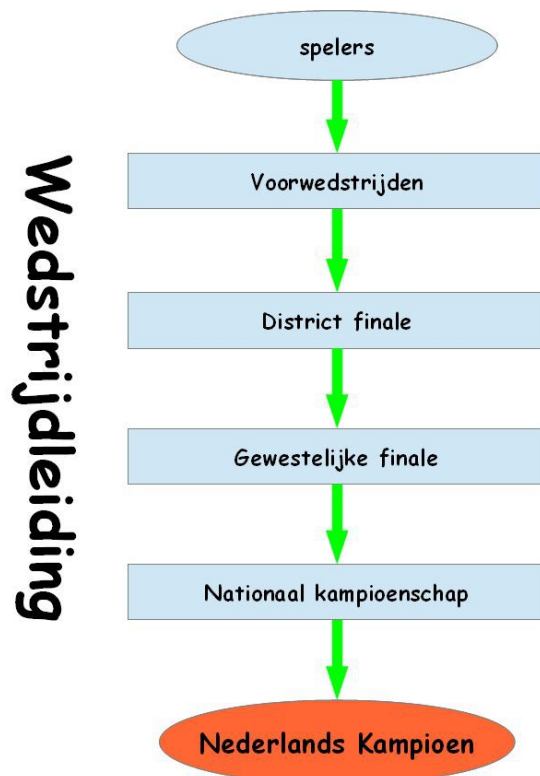 Wedstrijdleiding
spelers
Voorwedstrijden
District finale
Gewestelijke finale
Nationaal kampioenschap
Nederlands Kampioen